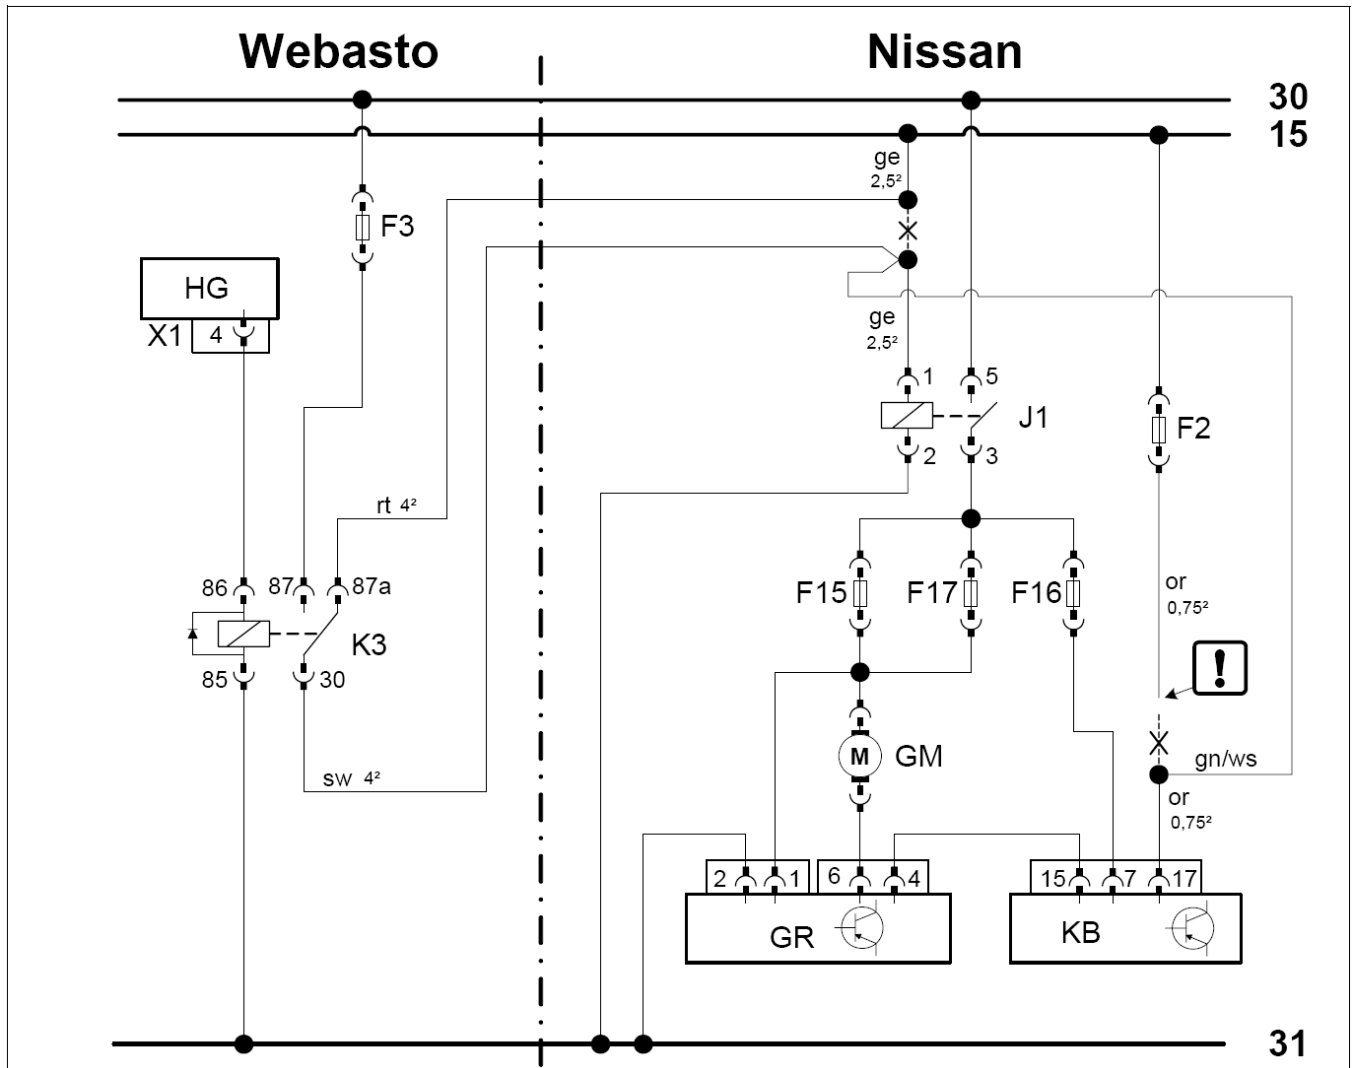 Webasto Nissan
30
15
ge
2,5²
F3
HG
X1 4
ge
2,5²
1 5
J1
F2
2 3
rt 4²
86 87 87a
F15 F17 F16
or
0,75²
K3
!
85 30
M GM
gn/ws
sw 4²
or
0,75²
2 1 6 4 15 7 17
GR KB
31